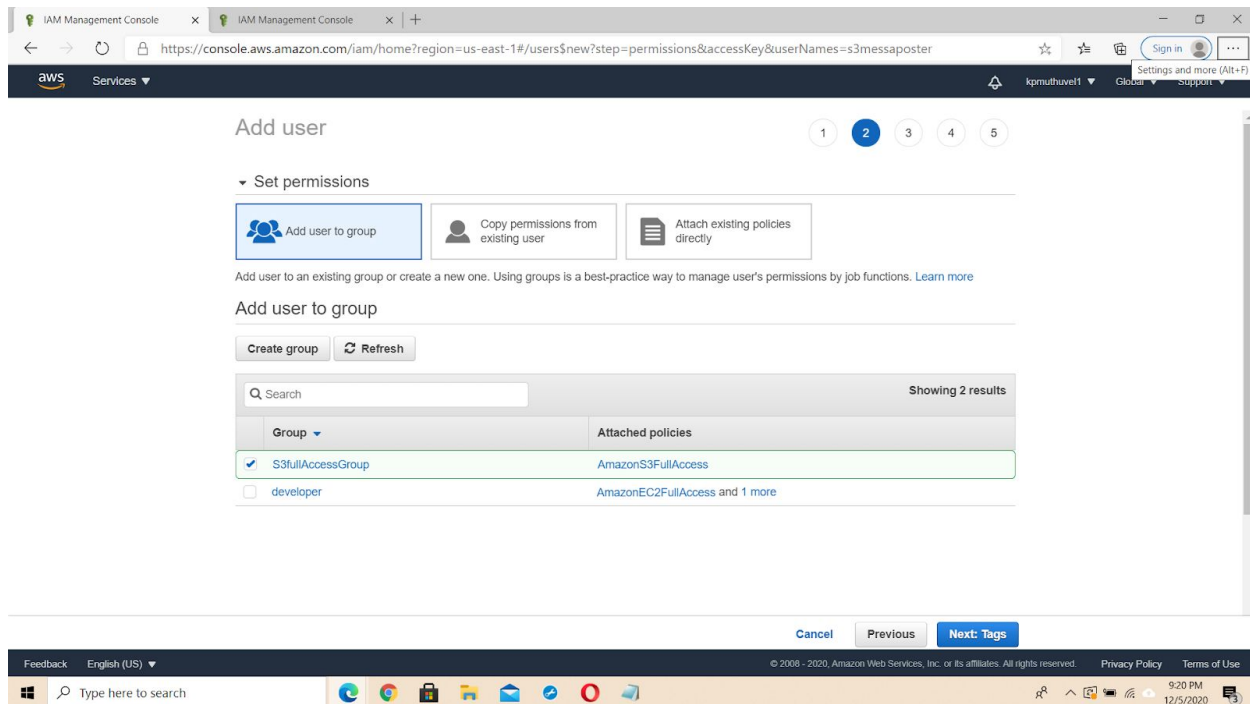 IAM Management Console
IAM Management Console
https://console.aws.amazon.com/iam/home?region=us-east-1#/users$new?step=permissions&accessKey&userNames=s3messaposter
Sign in
Settings and more (Alt+F)
aws Services kpmuthuvel1 Global Support
Add user
1 2 3 4 5
Set permissions
Add user to group
Copy permissions from
existing user
Attach existing policies
directly
Add user to an existing group or create a new one. Using groups is a best-practice way to manage user's permissions by job functions. Learn more
Add user to group
Create group Refresh
Search Showing 2 results
Group Attached policies
S3fullAccessGroup AmazonS3FullAccess
developer AmazonEC2FullAccess and 1 more
Cancel Previous Next: Tags
Feedback English (US) © 2008 - 2020, Amazon Web Services, Inc. or its affiliates. All rights reserved. Privacy Policy Terms of Use
Type here to search
9:20 PM
12/5/2020
3